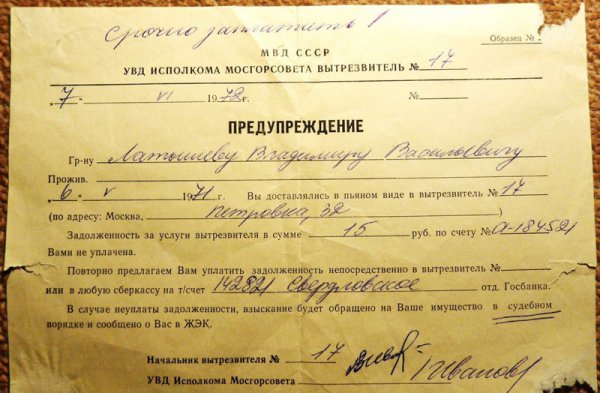 Срочно заплатить!
Образец №
МВД СССР
УВД ИСПОЛКОМА МОСГОРСОВЕТА ВЫТРЕЗВИТЕЛЬ № 17
„7. VI 1972г. №
ПРЕДУПРЕЖДЕНИЕ
Гр-ну Латышеву Владимиру Васильевичу
Прожив.
„6. V 1971г. Вы доставлялись в пьяном виде в вытрезвитель № 17
(по адресу: Москва, Петровка, 32)
Задолженность за услуги вытрезвителя в сумме 15 руб. по счету № А-184521
Вами не уплачена.
Повторно предлагаем Вам уплатить задолженность непосредственно в вытрезвитель №
или в любую сберкассу на т/счет 142821 Свердловское отд. Госбанка.
В случае неуплаты задолженности, взыскание будет обращено на Ваше имущество в судебном
порядке и сообщено о Вас в ЖЭК.
Начальник вытрезвителя № 17
УВД Исполкома Мосгорсовета Иванов